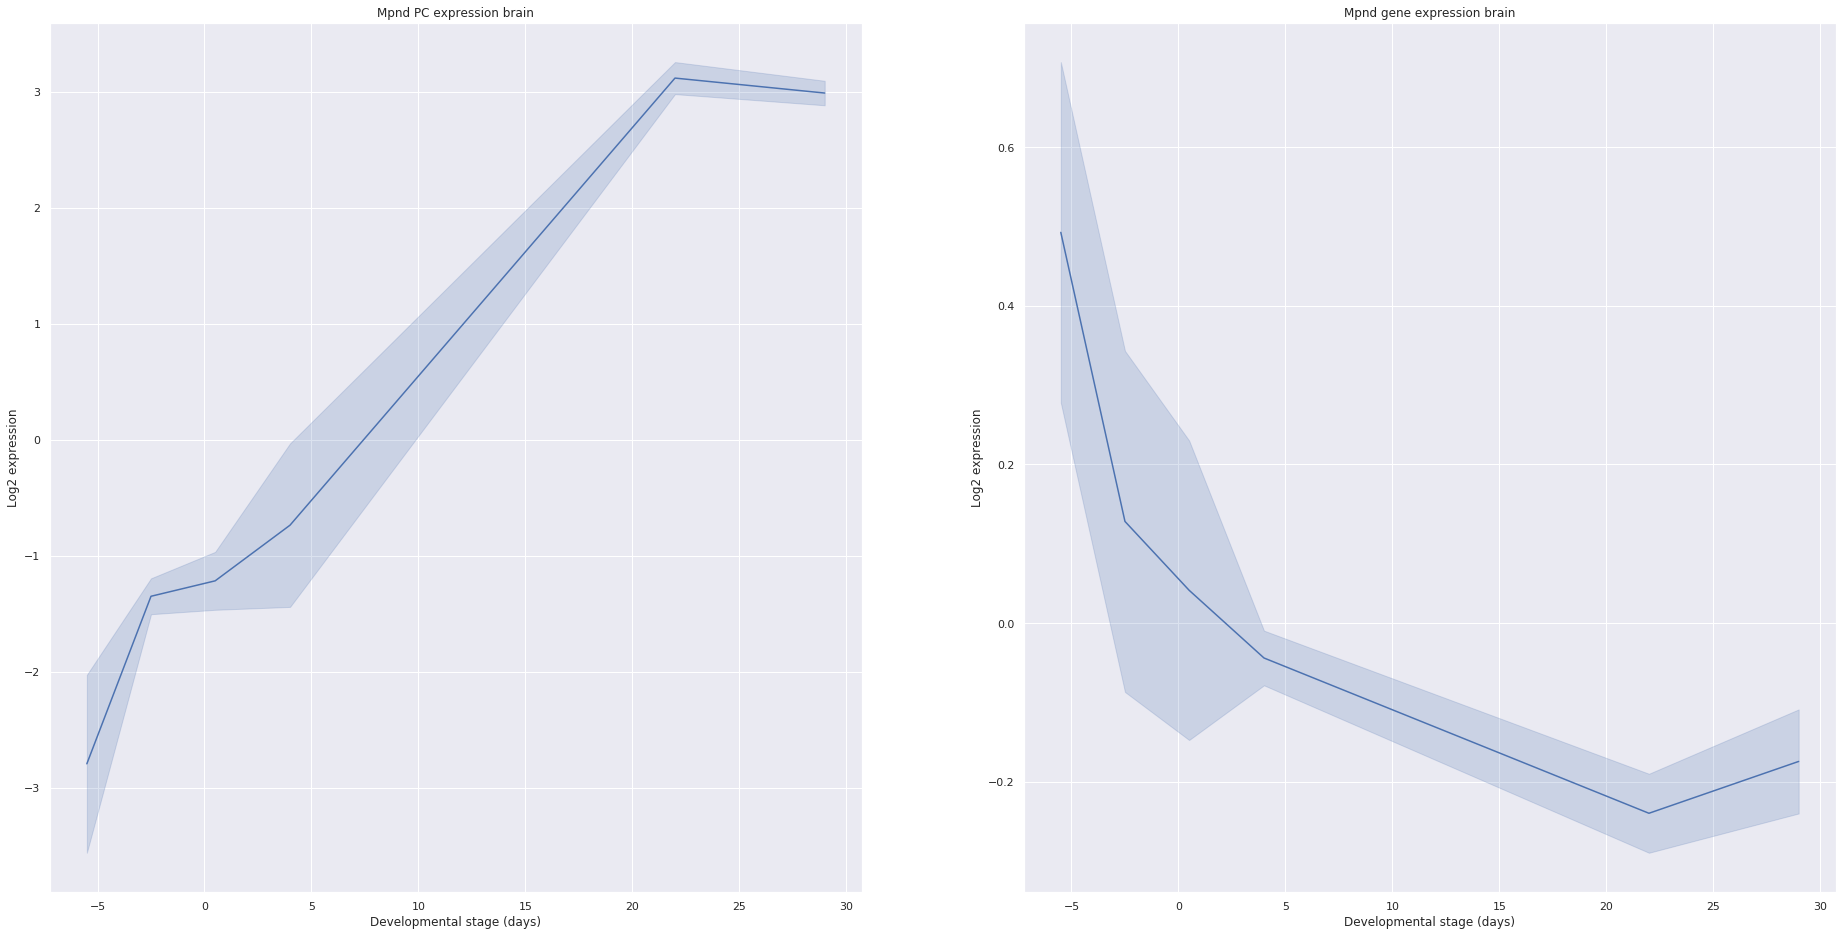 Mpnd PC expression brain
Log2 expression
3
2
1
0
−1
−2
−3
−5 0 5 10 15 20 25 30
Developmental stage (days)
Mpnd gene expression brain
Log2 expression
0.6
0.4
0.2
0.0
−0.2
−5 0 5 10 15 20 25 30
Developmental stage (days)